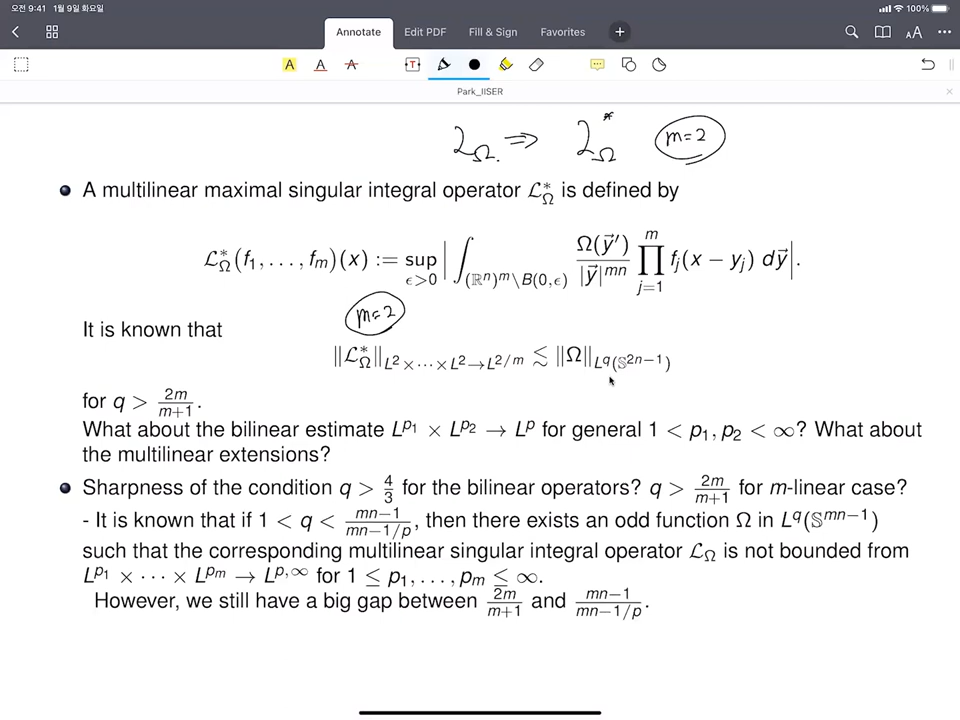 오전 9:41 1월 9일 화요일 100%
Annotate Edit PDF Fill & Sign Favorites + AA
A A A T
Park_IISER
ℒ_Ω. ⇒ ℒ_Ω^* m=2
A multilinear maximal singular integral operator ℒ_Ω^* is defined by
ℒ_Ω^*(f_1, . . . , f_m)(x) := sup_{ϵ>0} | ∫_{(ℝ^n)^m\B(0,ϵ)} Ω(y⃗′)/|y⃗|^{mn} ∏_{j=1}^{m} f_j(x − y_j) dy⃗ |.
m=2
It is known that
‖ℒ_Ω^*‖_{L^2×···×L^2→L^{2/m}} ≲ ‖Ω‖_{L^q(𝕊^{2n−1})}
for q > 2m/(m+1).
What about the bilinear estimate L^{p_1} × L^{p_2} → L^p for general 1 < p_1, p_2 < ∞? What about
the multilinear extensions?
Sharpness of the condition q > 4/3 for the bilinear operators? q > 2m/(m+1) for m-linear case?
- It is known that if 1 < q < (mn−1)/(mn−1/p), then there exists an odd function Ω in L^q(𝕊^{mn−1})
such that the corresponding multilinear singular integral operator ℒ_Ω is not bounded from
L^{p_1} × · · · × L^{p_m} → L^{p,∞} for 1 ≤ p_1, . . . , p_m ≤ ∞.
However, we still have a big gap between 2m/(m+1) and (mn−1)/(mn−1/p).